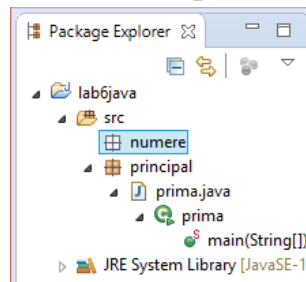 Package Explorer
lab6java
src
numere
principal
prima.java
prima
main(String[])
JRE System Library [JavaSE-1